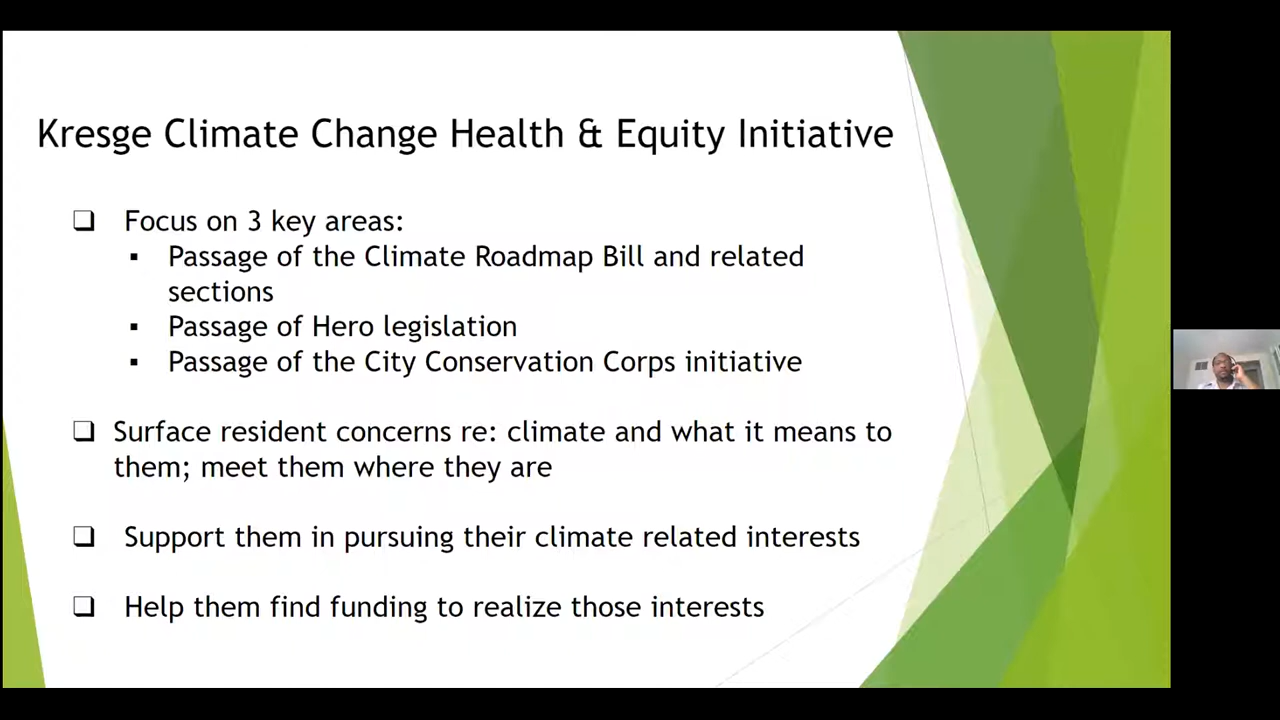 Kresge Climate Change Health & Equity Initiative
❑ Focus on 3 key areas:
▪ Passage of the Climate Roadmap Bill and related
sections
▪ Passage of Hero legislation
▪ Passage of the City Conservation Corps initiative
❑ Surface resident concerns re: climate and what it means to
them; meet them where they are
❑ Support them in pursuing their climate related interests
❑ Help them find funding to realize those interests